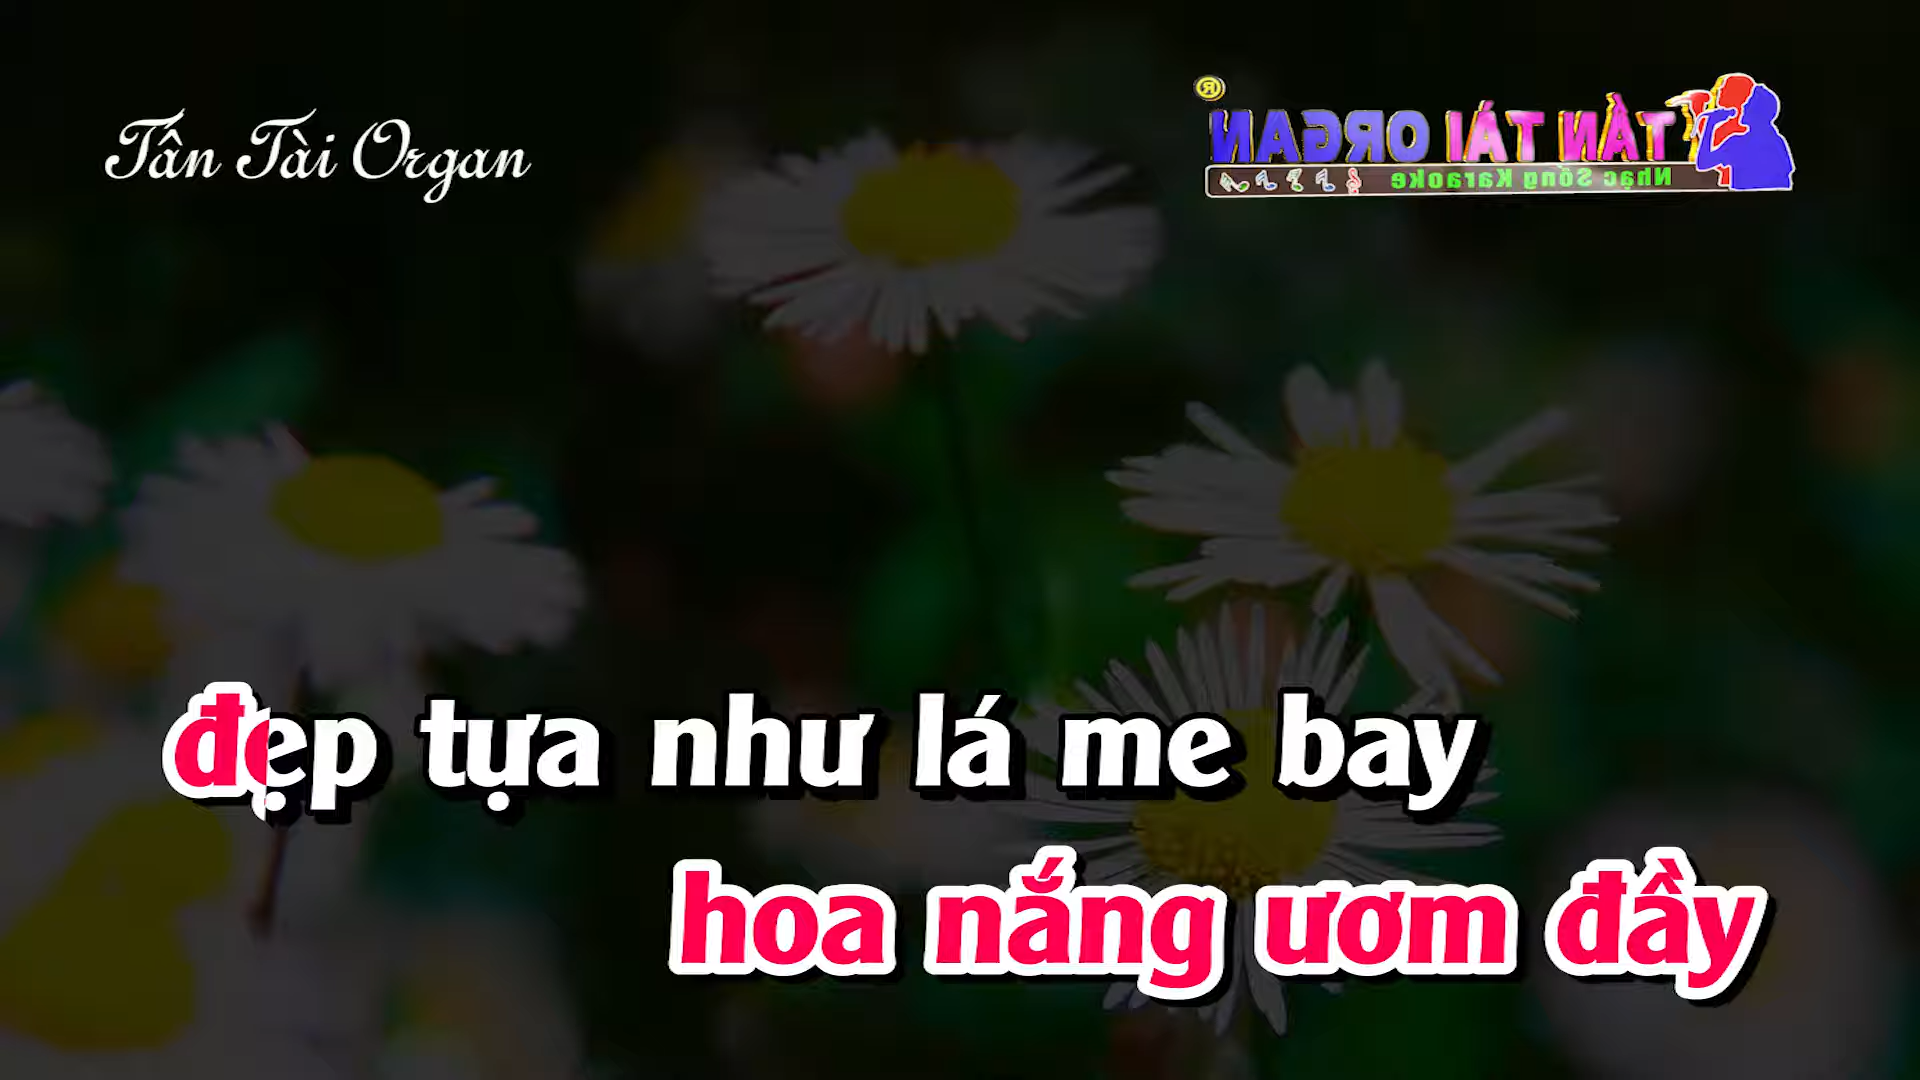 Tấn Tài Organ
®
TẤN TÀI ORGAN
Nhạc Sống Karaoke
đẹp tựa như lá me bay
hoa nắng ươm đầy